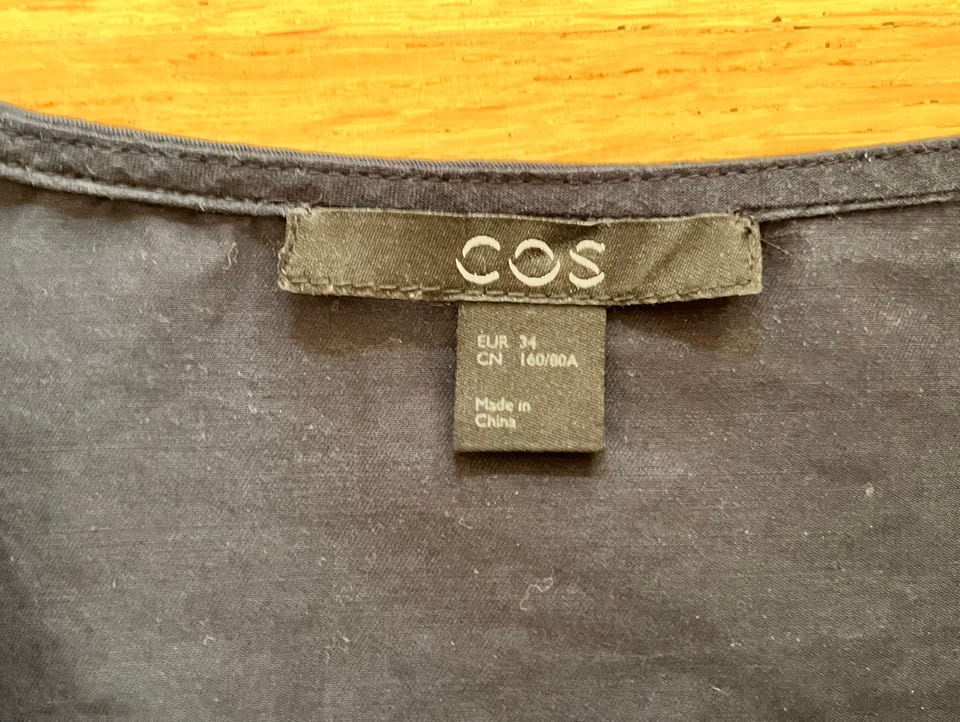 COS
EUR 34
CN 160/80A
Made in
China